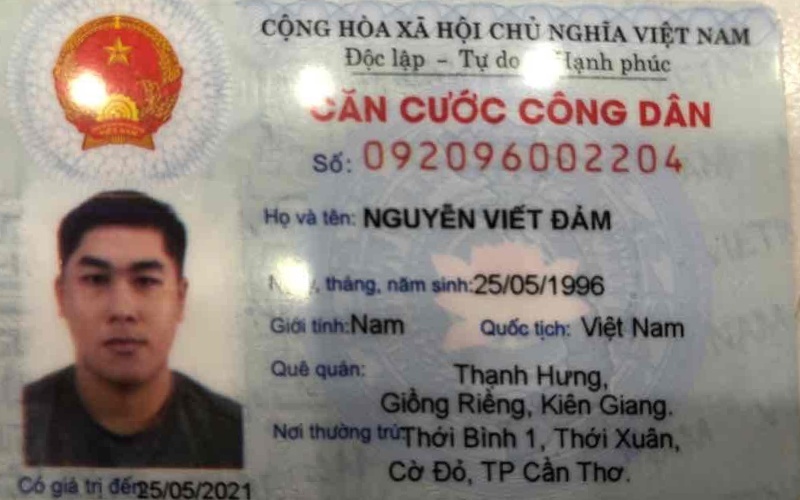 CỘNG HÒA XÃ HỘI CHỦ NGHĨA VIỆT NAM
Độc lập - Tự do Hạnh phúc
CĂN CƯỚC CÔNG DÂN
Số: 092096002204
Họ và tên: NGUYỄN VIẾT ĐẢM
tháng, năm sinh: 25/05/1996
Giới tính: Nam Quốc tịch: Việt Nam
Quê quán: Thạnh Hưng,
Giồng Riềng, Kiên Giang.
Nơi thường trú: Thới Bình 1, Thới Xuân,
Cờ Đỏ, TP Cần Thơ.
Có giá trị đến: 25/05/2021